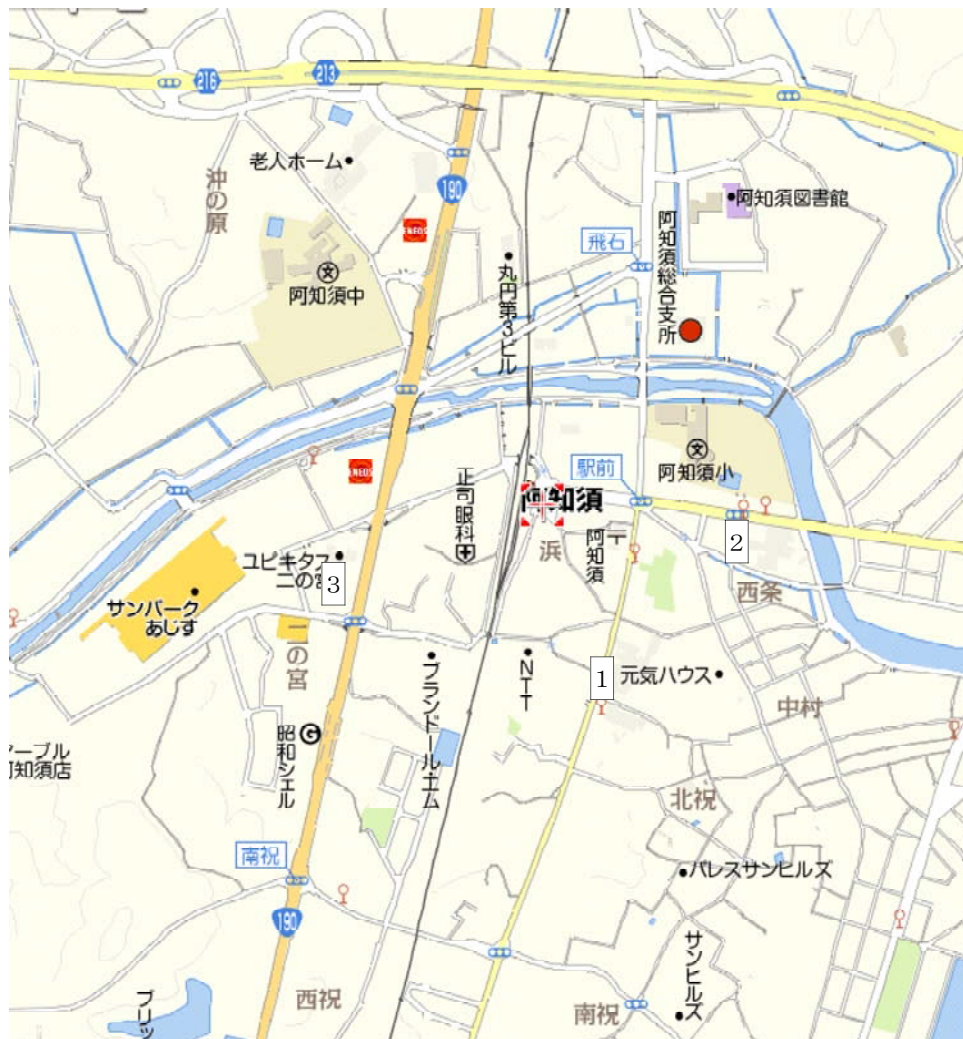 216
213
老人ホーム
沖の原
190
阿知須図書館
ENEOS
飛石
阿知須総合支所
丸円第3ビル
阿知須中
阿知須小
駅前
ENEOS
正司眼科
阿知須
浜
阿知須
〒
2
ユピキタス
二の宮
3
西条
サンパーク
あじす
二の宮
NTT
1
元気ハウス
中村
ブランドール・エム
昭和シェル
G
北祝
南祝
パレスサンヒルズ
190
サンヒルズ
西祝
南祝